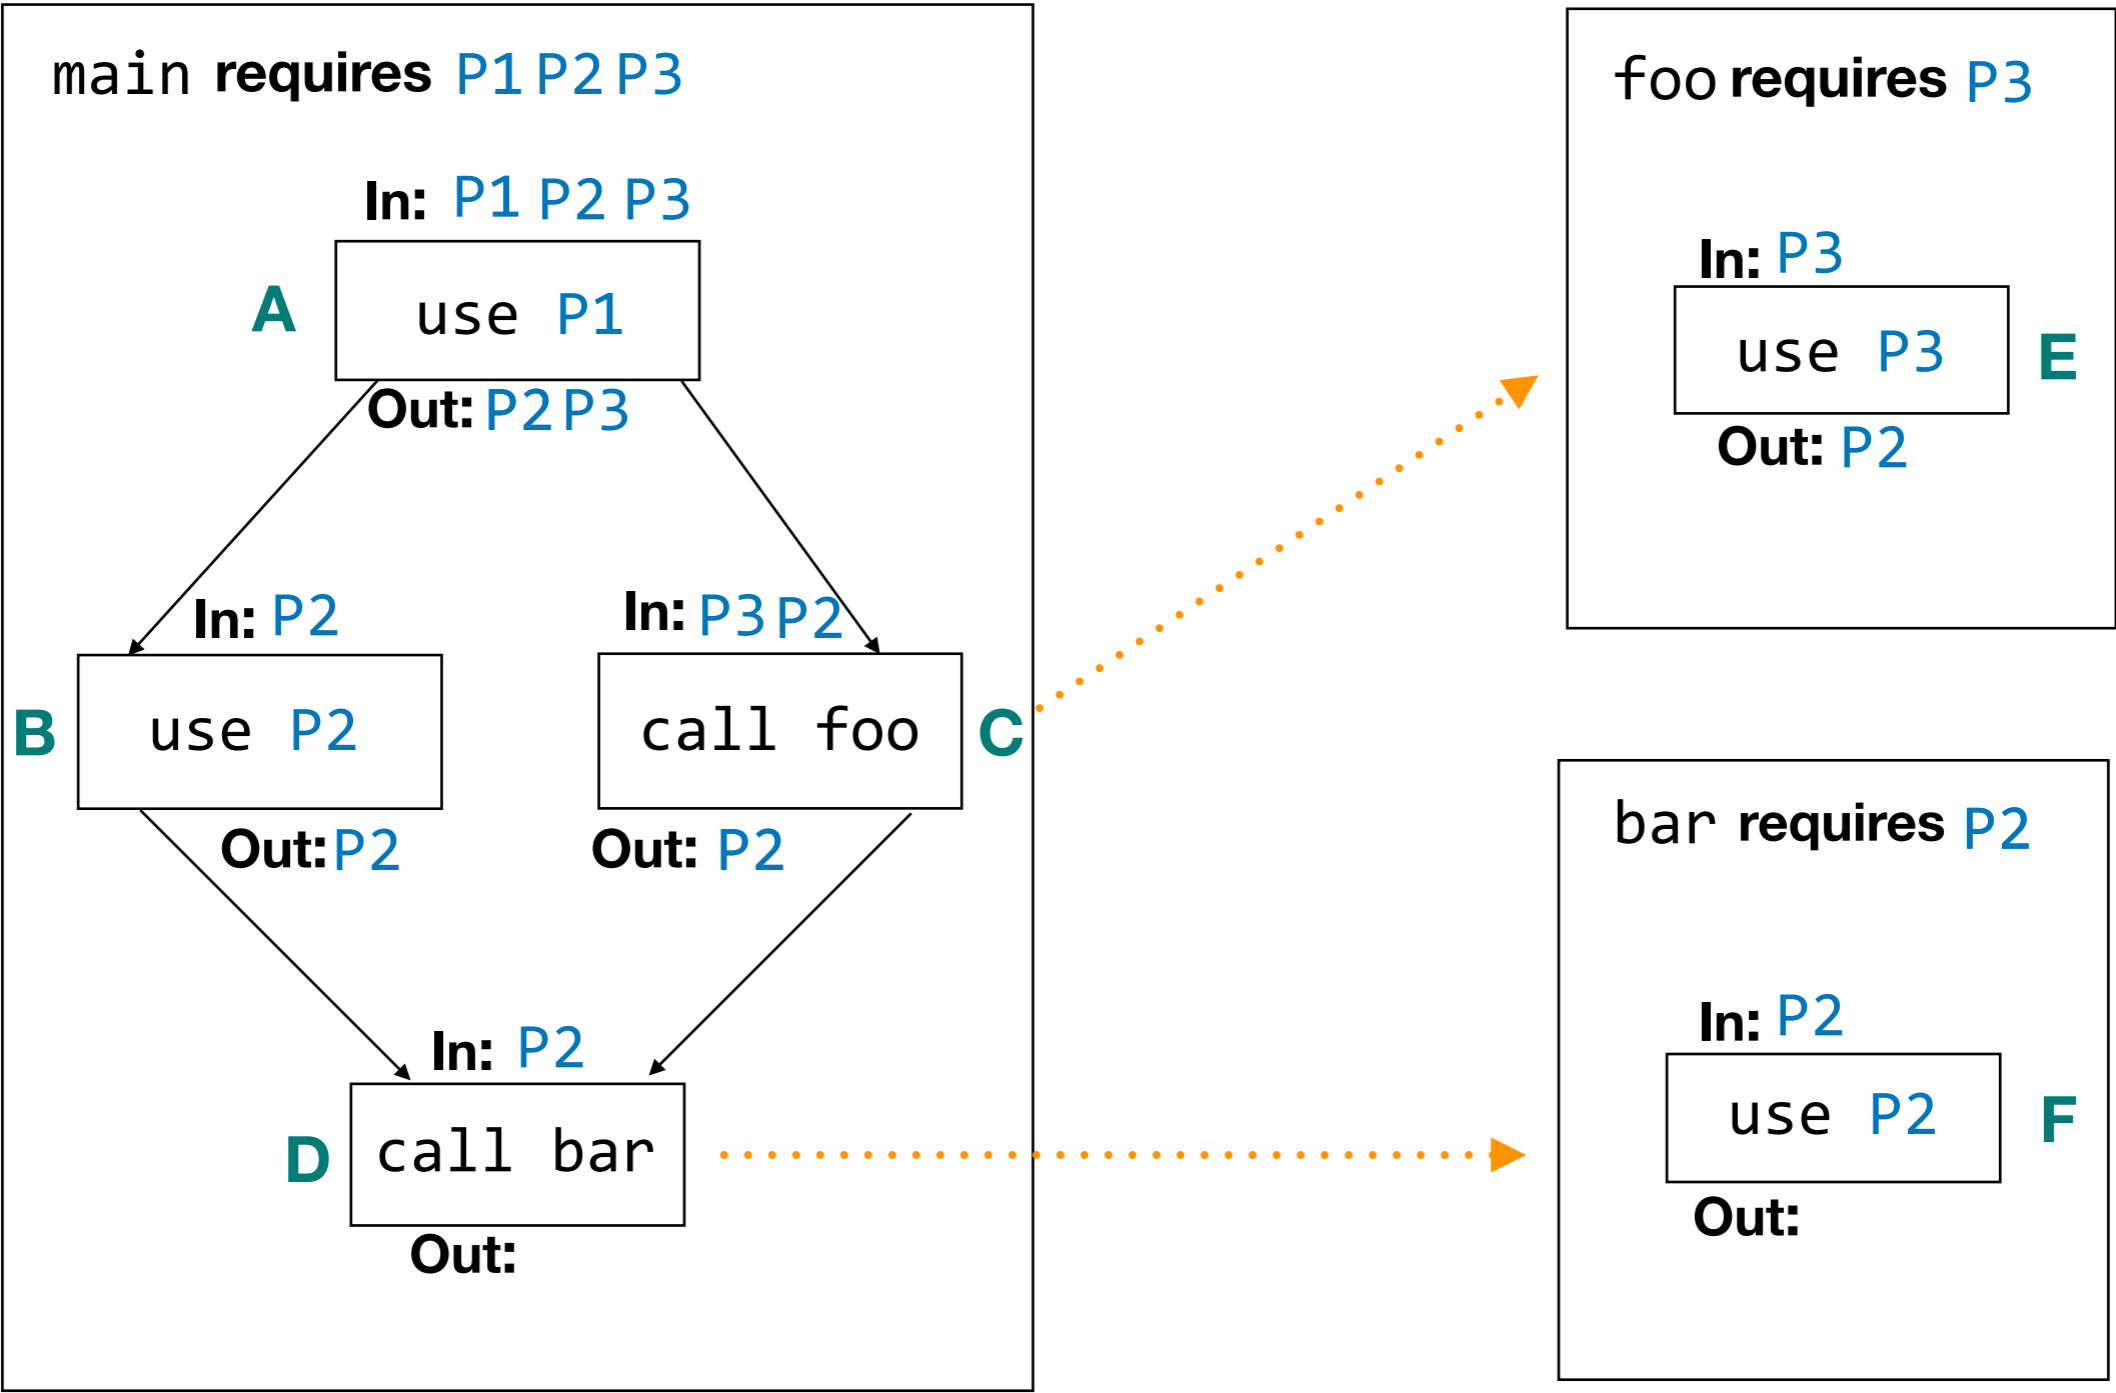 main requires P1 P2 P3
In: P1 P2 P3
A
use P1
Out: P2 P3
In: P2
B
use P2
Out: P2
In: P3 P2
call foo
C
Out: P2
In: P2
D
call bar
Out:
foo requires P3
In: P3
use P3
E
Out: P2
bar requires P2
In: P2
use P2
F
Out: